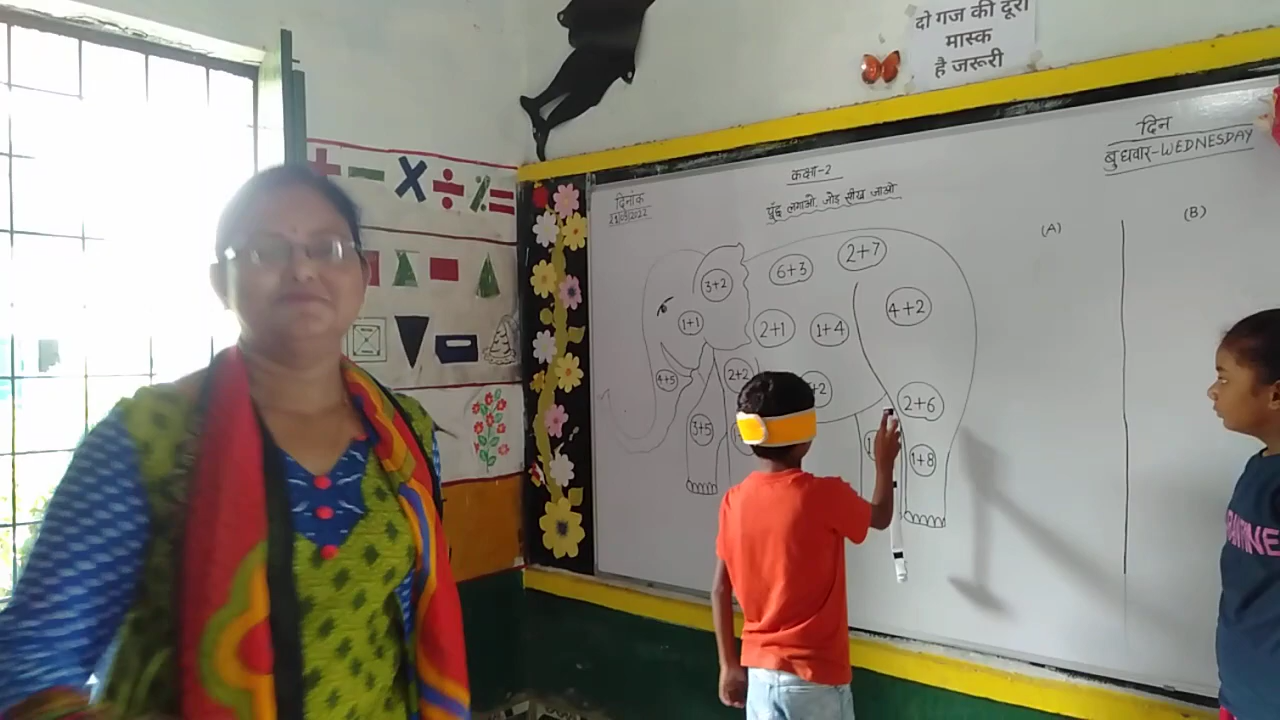 दो गज की दूरी
मास्क
है जरूरी
दिन
बुधवार-WEDNESDAY
कक्षा-2
दिनांक
पूँछ लगाओ, जोड़ सीख जाओ
(A)
(B)
+ − × ÷ % =
3+2
6+3
2+7
1+1
2+1
1+4
4+2
4+5
2+2
+2
2+6
3+5
1+8